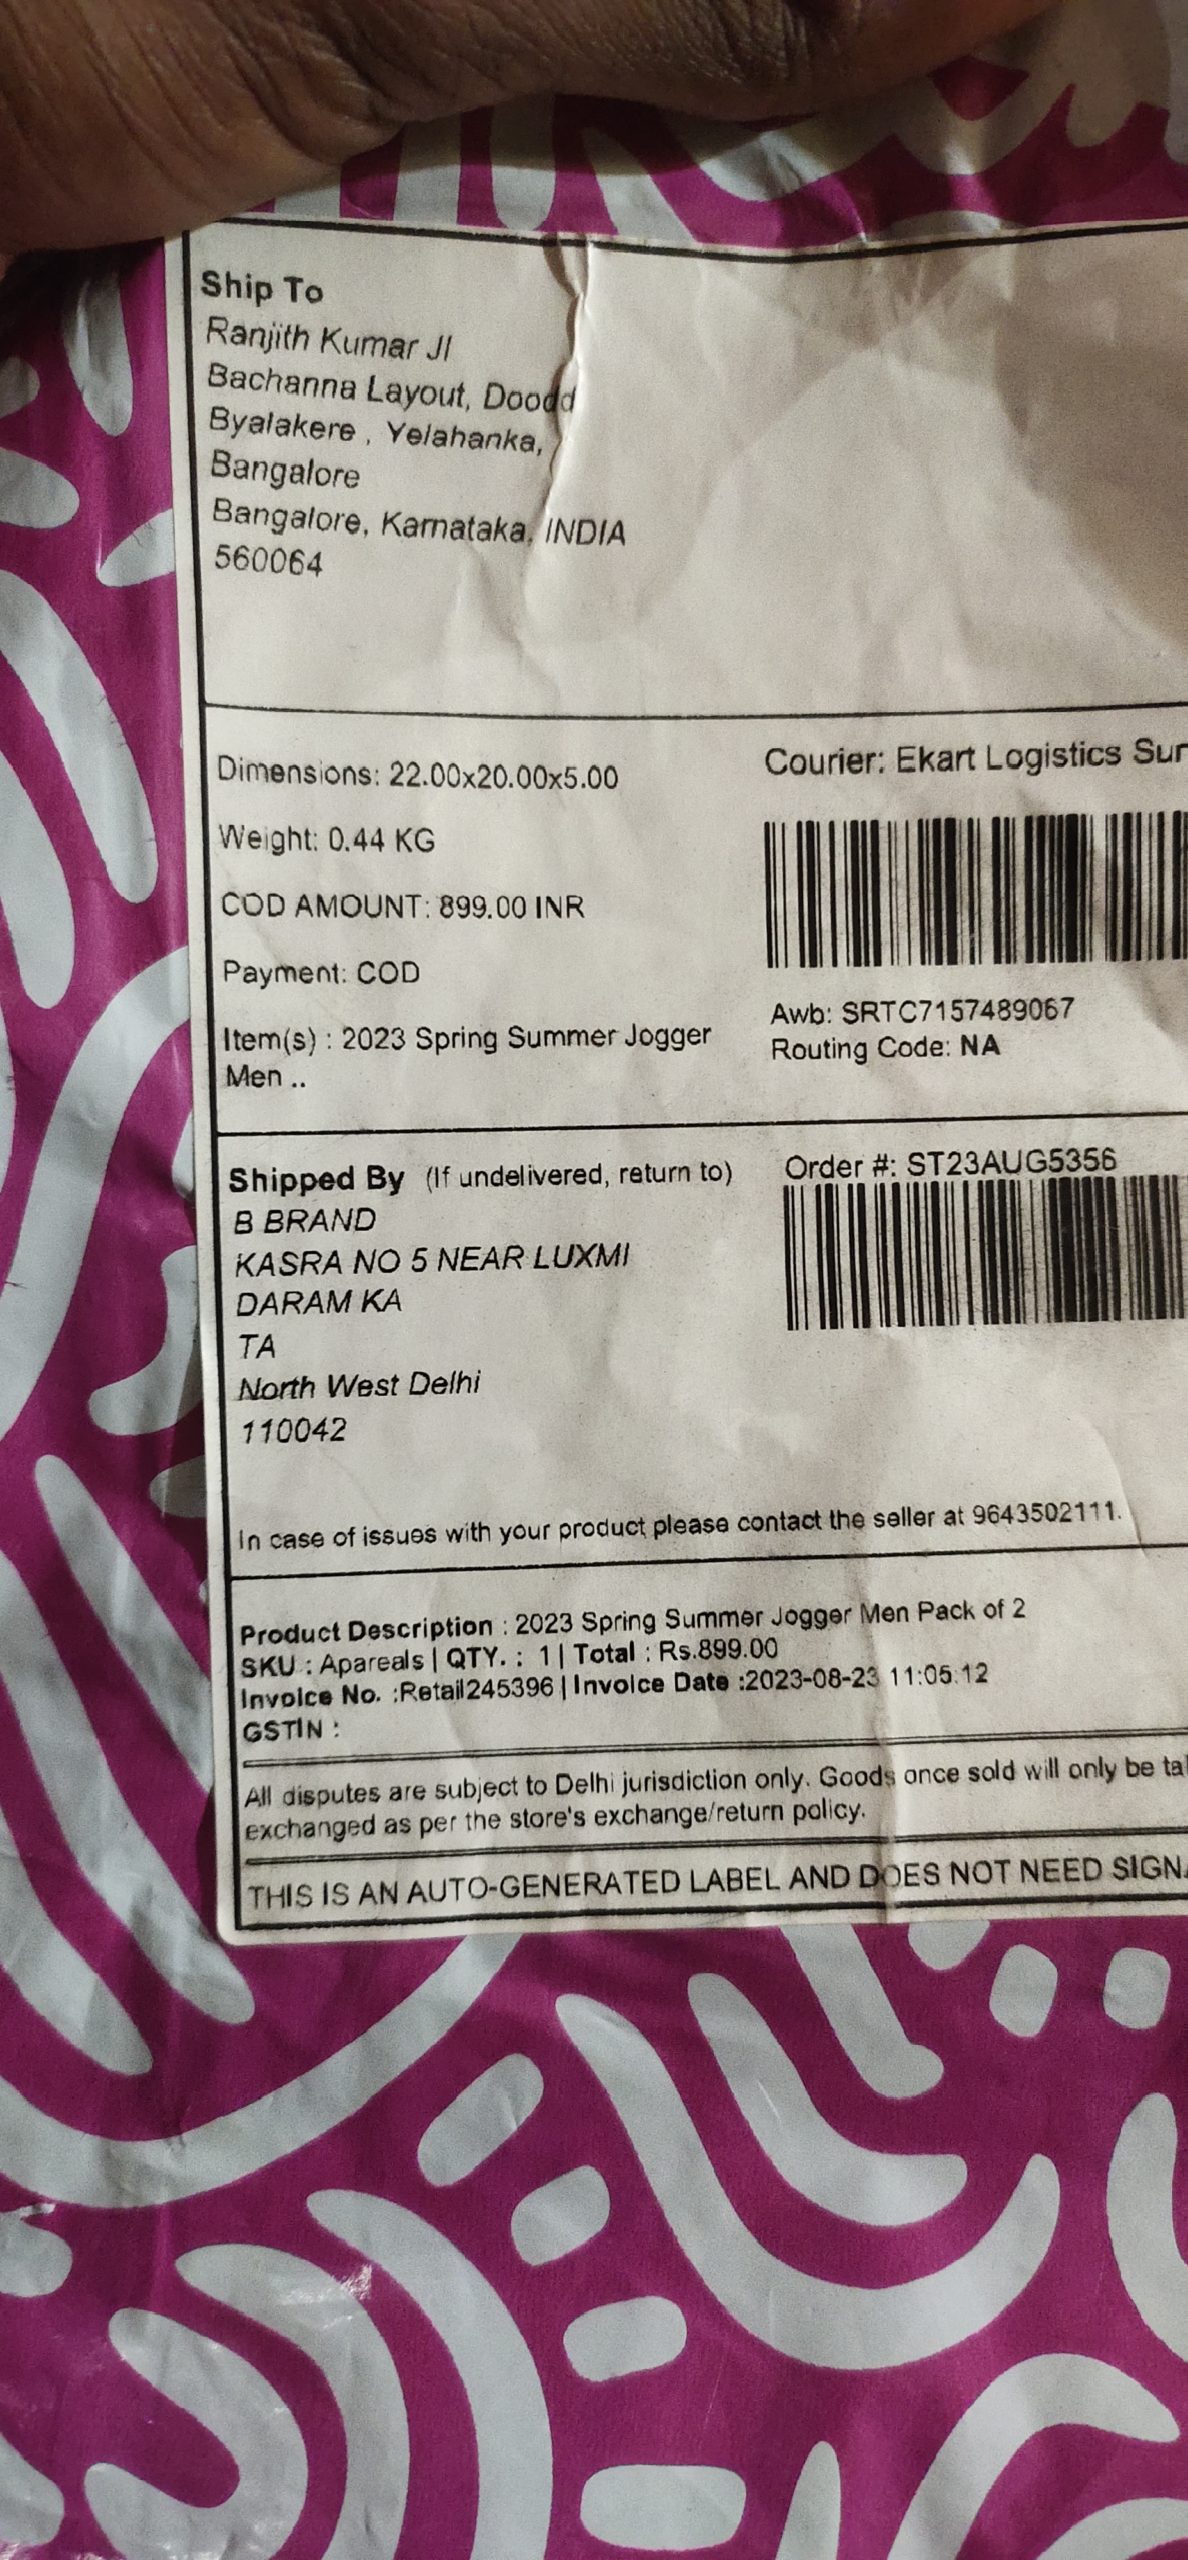 Ship To
Ranjith Kumar Jl
Bachanna Layout, Doodd
Byalakere , Yelahanka,
Bangalore
Bangalore, Karnataka, INDIA
560064
Dimensions: 22.00x20.00x5.00
Weight: 0.44 KG
COD AMOUNT: 899.00 INR
Payment: COD
Item(s) : 2023 Spring Summer Jogger
Men ..
Courier: Ekart Logistics Sur
Awb: SRTC7157489067
Routing Code: NA
Shipped By (If undelivered, return to)
B BRAND
KASRA NO 5 NEAR LUXMI
DARAM KA
TA
North West Delhi
110042
Order #: ST23AUG5356
In case of issues with your product please contact the seller at 9643502111.
Product Description : 2023 Spring Summer Jogger Men Pack of 2
SKU : Apareals | QTY. : 1 | Total : Rs.899.00
Invoice No. :Retail245396 | Invoice Date :2023-08-23 11:05:12
GSTIN :
All disputes are subject to Delhi jurisdiction only. Goods once sold will only be
exchanged as per the store's exchange/return policy.
THIS IS AN AUTO-GENERATED LABEL AND DOES NOT NEED